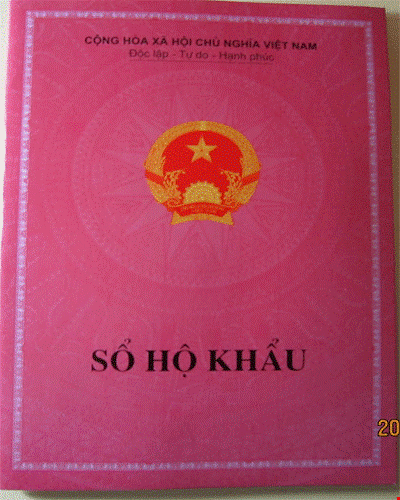 CỘNG HÒA XÃ HỘI CHỦ NGHĨA VIỆT NAM
Độc lập - Tự do - Hạnh phúc
SỔ HỘ KHẨU
20